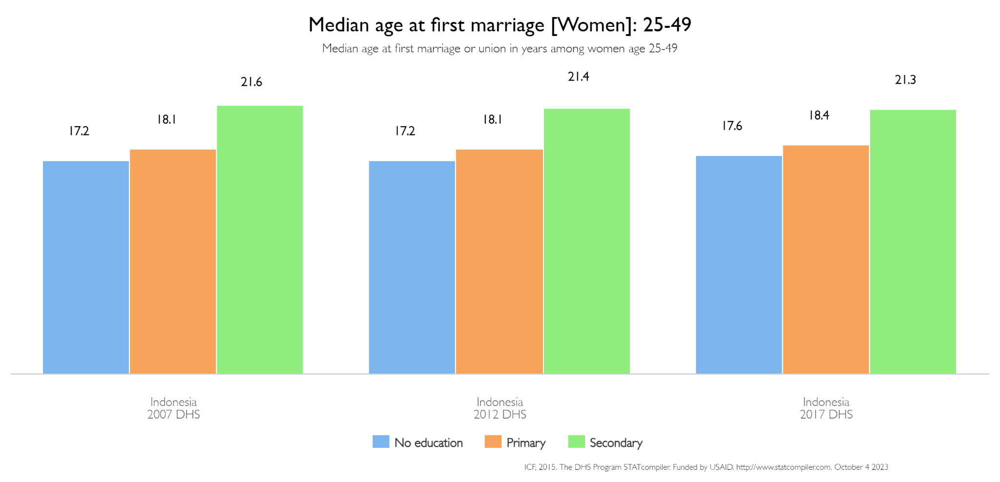 Median age at first marriage [Women]: 25-49
Median age at first marriage or union in years among women age 25-49
21.6
18.1
17.2
21.4
18.1
17.2
21.3
18.4
17.6
Indonesia
2007 DHS
Indonesia
2012 DHS
Indonesia
2017 DHS
No education
Primary
Secondary
ICF, 2015. The DHS Program STATcompiler. Funded by USAID. http://www.statcompiler.com. October 4 2023